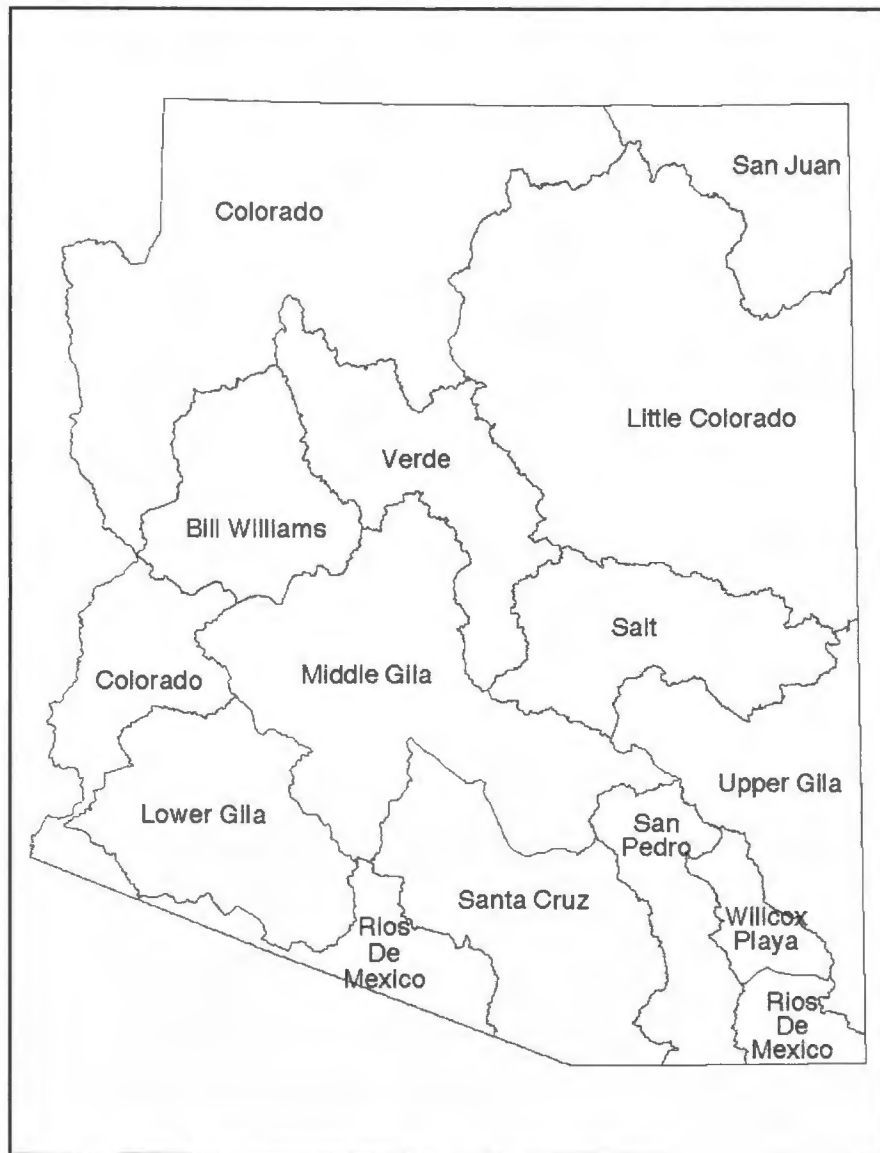 San Juan
Colorado
Little Colorado
Verde
Bill Williams
Salt
Colorado
Middle Gila
Upper Gila
Lower Gila
San
Pedro
Santa Cruz
Willcox
Playa
Rios
De
Mexico
Rios
De
Mexico